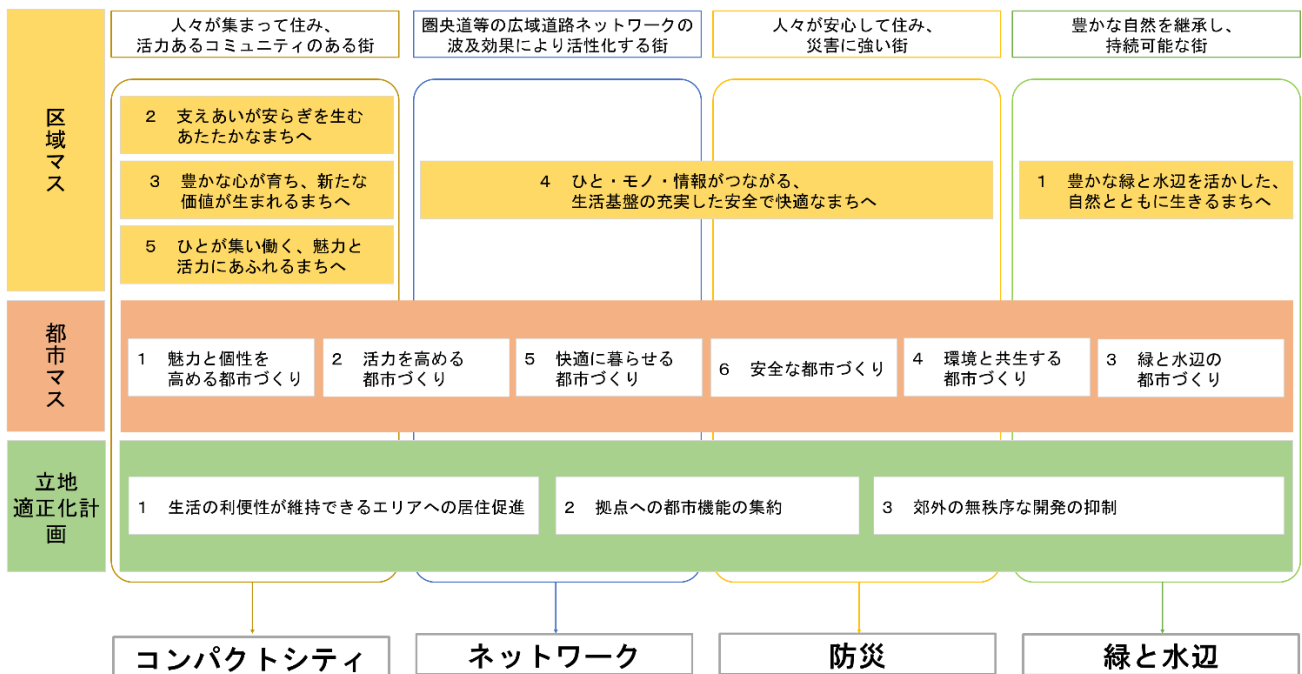 人々が集まって住み、
活力あるコミュニティのある街
圏央道等の広域道路ネットワークの
波及効果により活性化する街
人々が安心して住み、
災害に強い街
豊かな自然を継承し、
持続可能な街
区域マス
2 支えあいが安らぎを生む
あたたかなまちへ
3 豊かな心が育ち、新たな
価値が生まれるまちへ
5 ひとが集い働く、魅力と
活力にあふれるまちへ
4 ひと・モノ・情報がつながる、
生活基盤の充実した安全で快適なまちへ
1 豊かな緑と水辺を活かした、
自然とともに生きるまちへ
都市マス
1 魅力と個性を
高める都市づくり
2 活力を高める
都市づくり
5 快適に暮らせる
都市づくり
6 安全な都市づくり
4 環境と共生する
都市づくり
3 緑と水辺の
都市づくり
立地
適正化計
画
1 生活の利便性が維持できるエリアへの居住促進
2 拠点への都市機能の集約
3 郊外の無秩序な開発の抑制
コンパクトシティ
ネットワーク
防災
緑と水辺